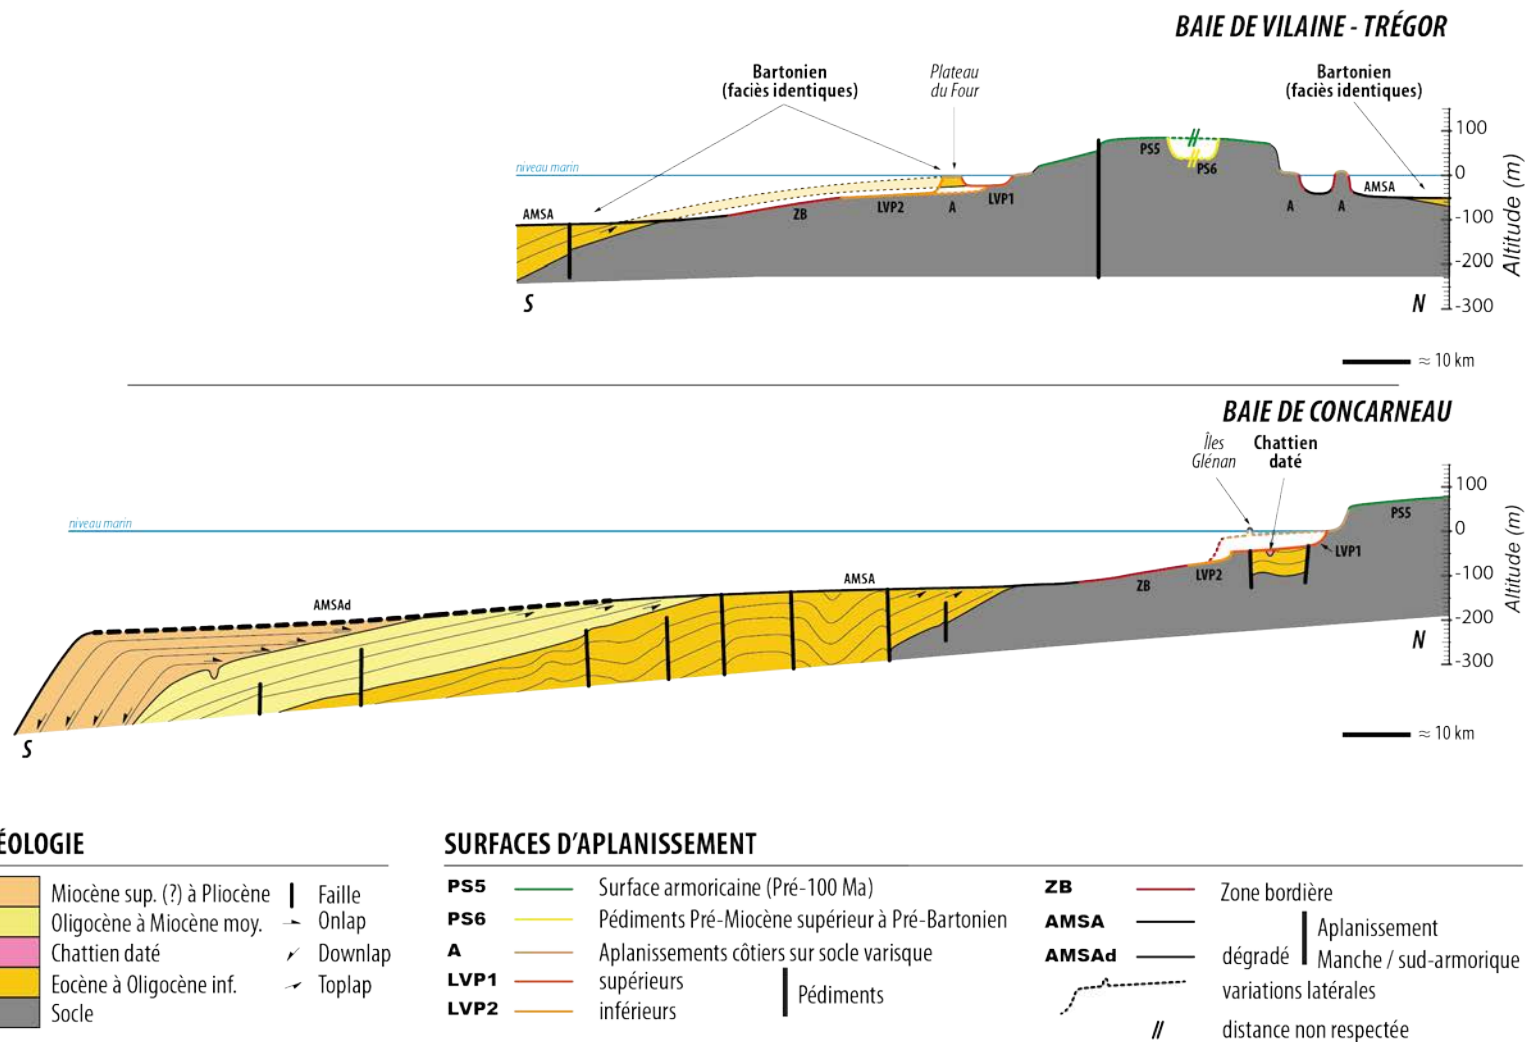 BAIE DE VILAINE - TRÉGOR
Bartonien
(faciès identiques)
Plateau
du Four
Bartonien
(faciès identiques)
niveau marin
100
0
-100
-200
-300
Altitude (m)
PS5
PS6
AMSA
ZB
LVP2
A
LVP1
A
A
AMSA
S
N
≈ 10 km
BAIE DE CONCARNEAU
Îles
Glénan
Chattien
daté
niveau marin
100
0
-100
-200
-300
Altitude (m)
PS5
LVP1
LVP2
ZB
AMSA
AMSAd
S
N
≈ 10 km
ÉOLOGIE
Miocène sup. (?) à Pliocène
Oligocène à Miocène moy.
Chattien daté
Eocène à Oligocène inf.
Socle
Faille
Onlap
Downlap
Toplap
SURFACES D'APLANISSEMENT
PS5 Surface armoricaine (Pré-100 Ma)
PS6 Pédiments Pré-Miocène supérieur à Pré-Bartonien
A Aplanissements côtiers sur socle varisque
LVP1 supérieurs
LVP2 inférieurs
Pédiments
ZB Zone bordière
AMSA
AMSAd dégradé
Aplanissement
Manche / sud-armorique
variations latérales
distance non respectée